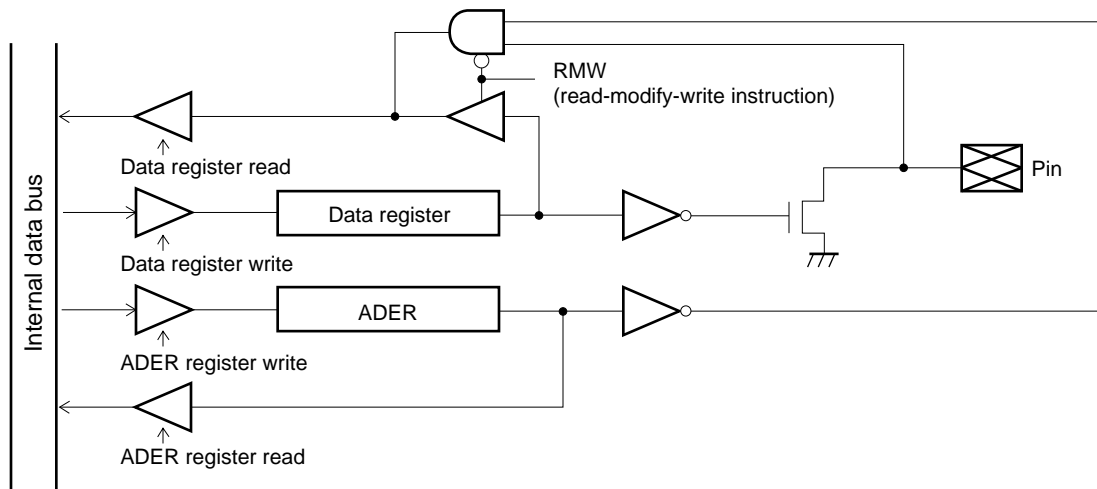 RMW
(read-modify-write instruction)
Data register read
Pin
Data register
Data register write
Internal data bus
ADER
ADER register write
ADER register read